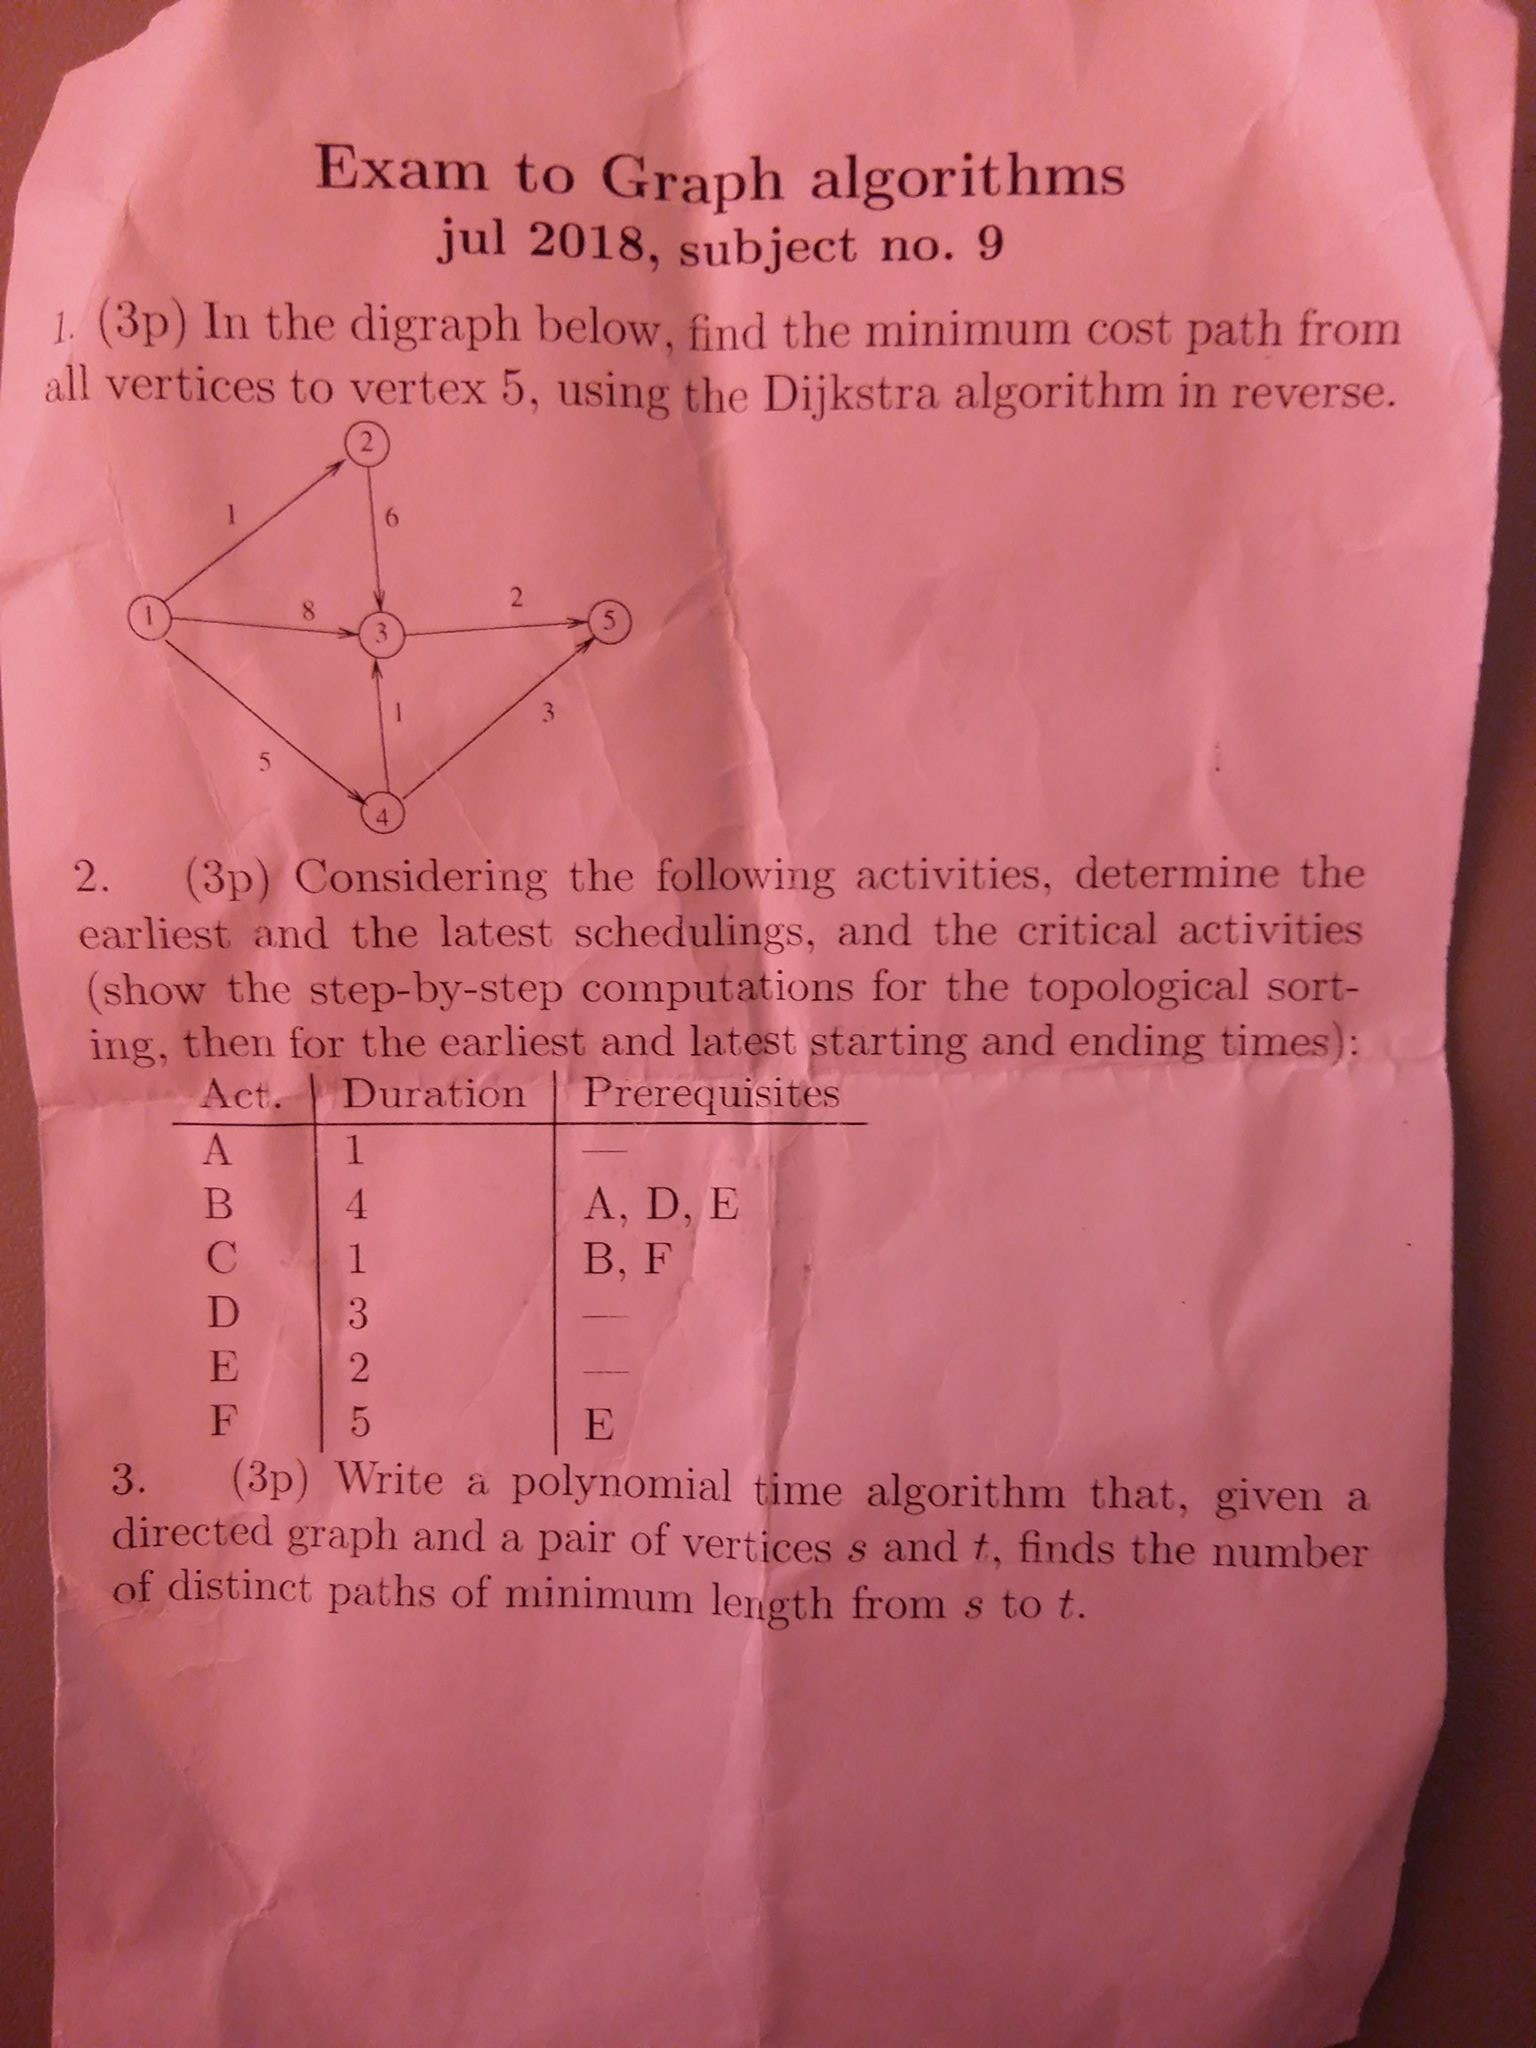 Exam to Graph algorithms
jul 2018, subject no. 9
1. (3p) In the digraph below, find the minimum cost path from
all vertices to vertex 5, using the Dijkstra algorithm in reverse.
2
1
6
1
8
3
2
5
1
3
5
4
2. (3p) Considering the following activities, determine the
earliest and the latest schedulings, and the critical activities
(show the step-by-step computations for the topological sort-
ing, then for the earliest and latest starting and ending times):
Act. Duration Prerequisites
A 1 —
B 4 A, D, E
C 1 B, F
D 3 —
E 2 —
F 5 E
3. (3p) Write a polynomial time algorithm that, given a
directed graph and a pair of vertices s and t, finds the number
of distinct paths of minimum length from s to t.